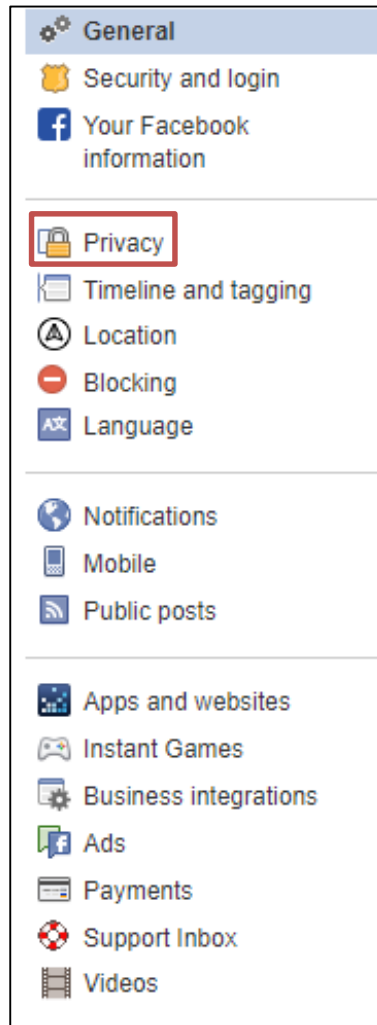 General
Security and login
Your Facebook
information
Privacy
Timeline and tagging
Location
Blocking
Language
Notifications
Mobile
Public posts
Apps and websites
Instant Games
Business integrations
Ads
Payments
Support Inbox
Videos